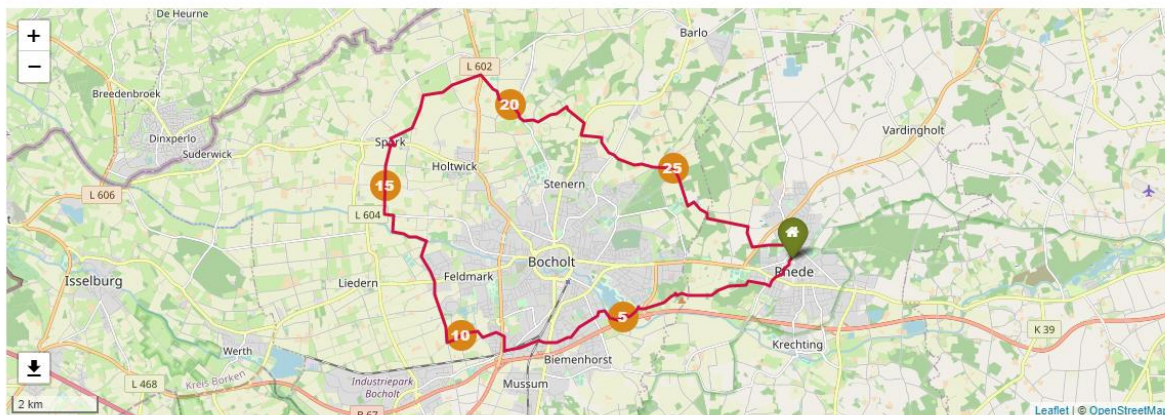 +
−
De Heurne
Barlo
L 602
Breedenbroek
20
Dinxperlo
Spork
Vardingholt
Suderwick
Holtwick
25
15
Stenern
L 606
L 604
Bocholt
Rhede
Isselburg
Feldmark
Liedern
5
10
K 39
Werth
Biemenhorst
Krechting
Industriepark
Bocholt
Mussum
L 468
Kreis Borken
B 67
2 km
Leaflet | © OpenStreetMap